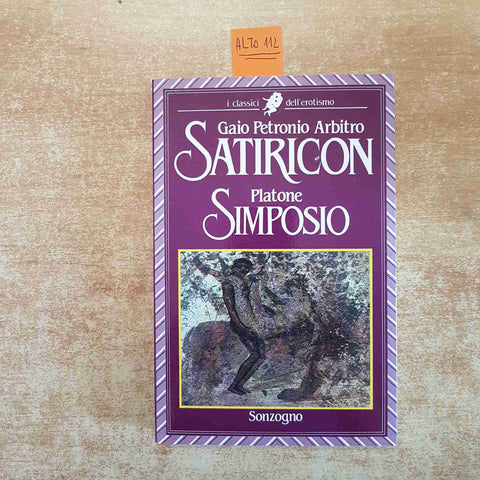 ALTO 112
i classici dell'erotismo
Gaio Petronio Arbitro
SATIRICON
Platone
SIMPOSIO
Sonzogno